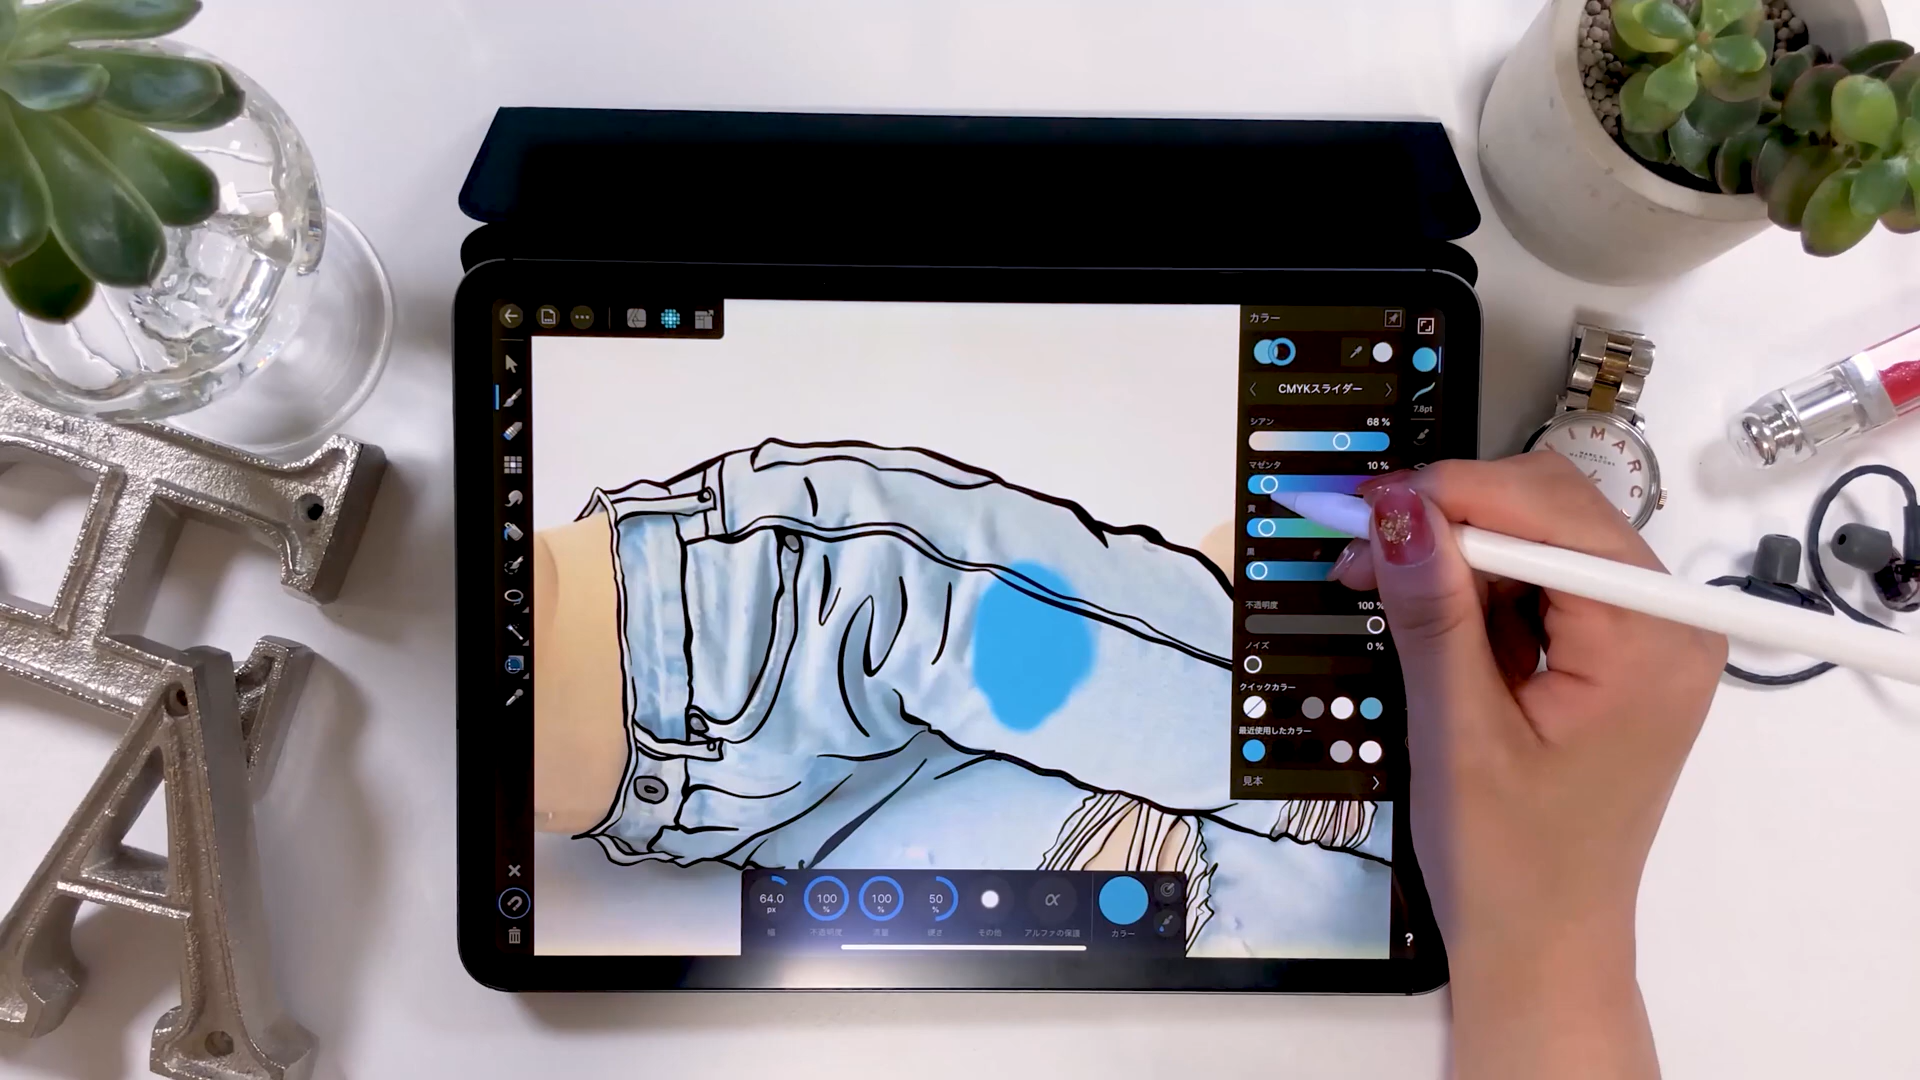 カラー
CMYKスライダー
シアン 68 %
マゼンタ 10 %
黄
黒
不透明度 100 %
ノイズ 0 %
クイックカラー
最近使用したカラー
見本
7.8pt
64.0 px
100 %
100 %
50 %
幅
不透明度
流量
硬さ
その他
アルファの保護
カラー
α
?
MARC
H
A